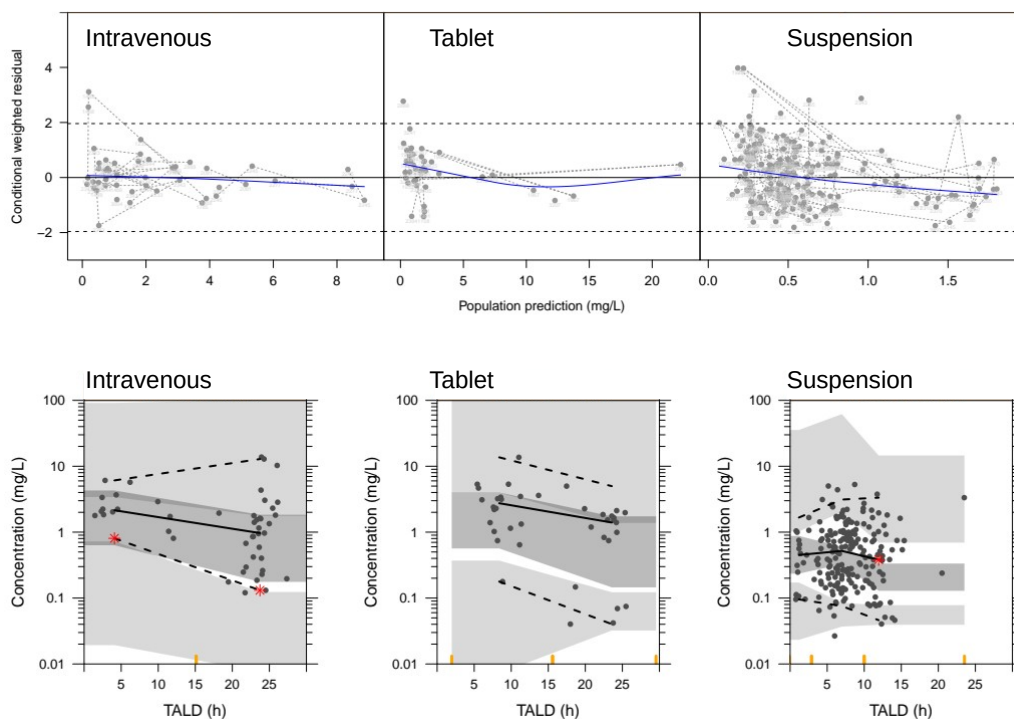 Intravenous Tablet Suspension
Conditional weighted residual
4
2
0
−2
0 2 4 6 8 0 5 10 15 20 0.0 0.5 1.0 1.5
Population prediction (mg/L)
Intravenous Tablet Suspension
Concentration (mg/L) Concentration (mg/L) Concentration (mg/L)
100 100 100
10 10 10
1 1 1
0.1 0.1 0.1
0.01 0.01 0.01
5 10 15 20 25 5 10 15 20 25 5 10 15 20 25
TALD (h) TALD (h) TALD (h)